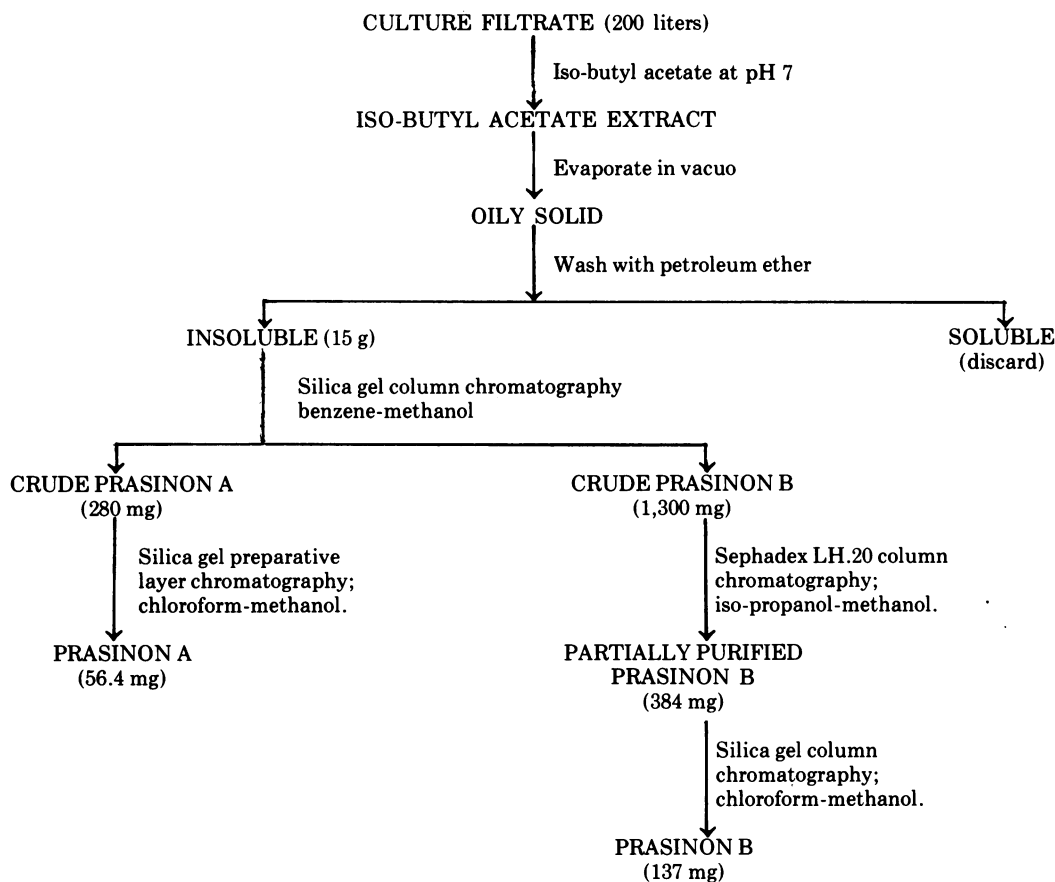 CULTURE FILTRATE (200 liters)
Iso-butyl acetate at pH 7
ISO-BUTYL ACETATE EXTRACT
Evaporate in vacuo
OILY SOLID
Wash with petroleum ether
INSOLUBLE (15 g)
SOLUBLE
(discard)
Silica gel column chromatography
benzene-methanol
CRUDE PRASINON A
(280 mg)
CRUDE PRASINON B
(1,300 mg)
Silica gel preparative
layer chromatography;
chloroform-methanol.
Sephadex LH.20 column
chromatography;
iso-propanol-methanol.
PRASINON A
(56.4 mg)
PARTIALLY PURIFIED
PRASINON B
(384 mg)
Silica gel column
chromatography;
chloroform-methanol.
PRASINON B
(137 mg)